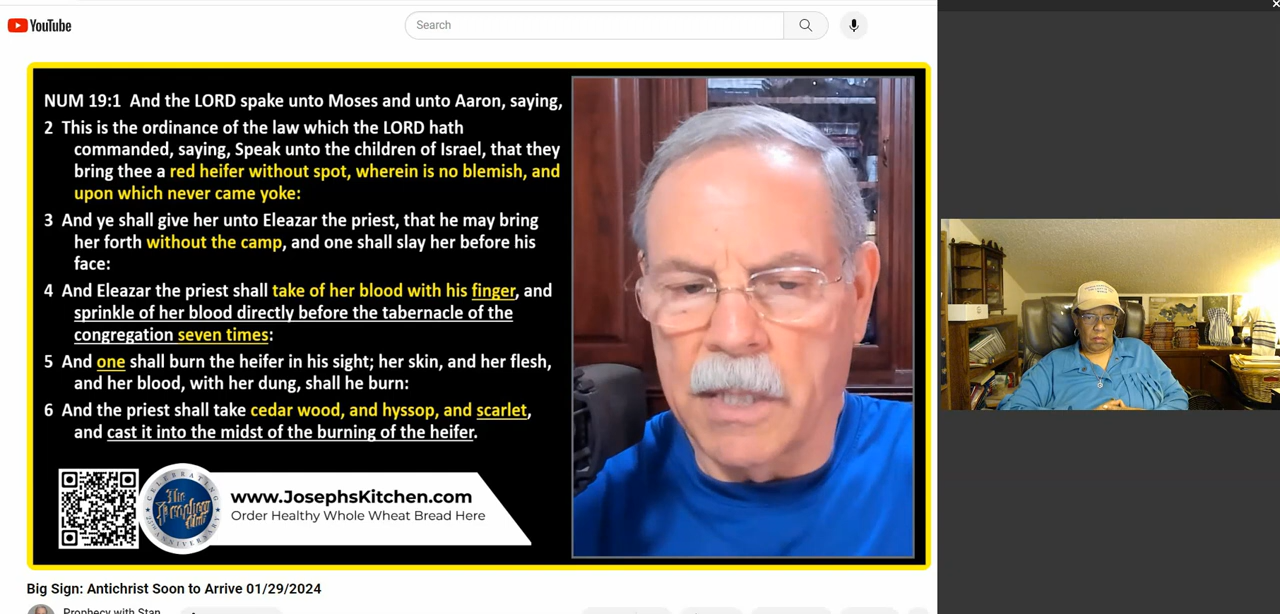 YouTube
Search
NUM 19:1 And the LORD spake unto Moses and unto Aaron, saying,
2 This is the ordinance of the law which the LORD hath
commanded, saying, Speak unto the children of Israel, that they
bring thee a red heifer without spot, wherein is no blemish, and
upon which never came yoke:
3 And ye shall give her unto Eleazar the priest, that he may bring
her forth without the camp, and one shall slay her before his
face:
4 And Eleazar the priest shall take of her blood with his finger, and
sprinkle of her blood directly before the tabernacle of the
congregation seven times:
5 And one shall burn the heifer in his sight; her skin, and her flesh,
and her blood, with her dung, shall he burn:
6 And the priest shall take cedar wood, and hyssop, and scarlet,
and cast it into the midst of the burning of the heifer.
CELEBRATING
The Prophecy Club
ANNIVERSARY
www.JosephsKitchen.com
Order Healthy Whole Wheat Bread Here
Big Sign: Antichrist Soon to Arrive 01/29/2024
Prophecy with Stan